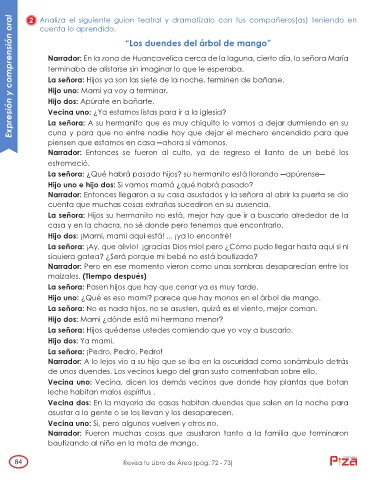 Expresión y comprensión oral
2 Analiza el siguiente guion teatral y dramatízalo con tus compañeros(as) teniendo en
cuenta lo aprendido.
"Los duendes del árbol de mango"
Narrador: En la zona de Huancavelica cerca de la laguna, cierto día, la señora María
terminaba de alistarse sin imaginar lo que le esperaba.
La señora: Hijos ya son las siete de la noche, terminen de bañarse.
Hijo uno: Mami ya voy a terminar.
Hijo dos: Apúrate en bañarte.
Vecina uno: ¿Ya estamos listas para ir a la iglesia?
La señora: A su hermanito que es muy chiquito lo vamos a dejar durmiendo en su
cuna y para que no entre nadie hay que dejar el mechero encendido para que
piensen que estamos en casa —ahora sí vámonos.
Narrador: Entonces se fueron al culto, ya de regreso el llanto de un bebé los
estremeció.
La señora: ¿Qué habrá pasado hijos? su hermanito está llorando —apúrense—
Hijo uno e hijo dos: Si vamos mamá ¿qué habrá pasado?
Narrador: Entonces llegaron a su casa asustados y la señora al abrir la puerta se dio
cuenta que muchas cosas extrañas sucedieron en su ausencia.
La señora: Hijos su hermanito no está, mejor hay que ir a buscarlo alrededor de la
casa y en la chacra, no sé donde pero tenemos que encontrarlo.
Hijo dos: ¡Mami, mami aquí está! ... ¡ya lo encontré!
La señora: ¡Ay, que alivio! ¡gracias Dios mío! pero ¿Cómo pudo llegar hasta aquí si ni
siquiera gatea? ¿Será porque mi bebé no está bautizado?
Narrador: Pero en ese momento vieron como unas sombras desaparecían entre los
maizales. (Tiempo después)
La señora: Pasen hijos que hay que cenar ya es muy tarde.
Hijo uno: ¿Qué es eso mami? parece que hay monos en el árbol de mango.
La señora: No es nada hijos, no se asusten, quizá es el viento, mejor coman.
Hijo dos: Mami ¿dónde está mi hermano menor?
La señora: Hijos quédense ustedes comiendo que yo voy a buscarlo.
Hijo dos: Ya mami.
La señora: ¡Pedro, Pedro, Pedro!
Narrador: A lo lejos vio a su hijo que se iba en la oscuridad como sonámbulo detrás
de unos duendes. Los vecinos luego del gran susto comentaban sobre ello.
Vecina uno: Vecina, dicen los demás vecinos que donde hay plantas que botan
leche habitan malos espíritus .
Vecina dos: En la mayoría de casas habitan duendes que salen en la noche para
asustar a la gente o se los llevan y los desaparecen.
Vecina uno: Si, pero algunos vuelven y otros no.
Narrador: Fueron muchas cosas que asustaron tanto a la familia que terminaron
bautizando al niño en la mata de mango.
84
Revisa tu Libro de Área (pág. 72 - 73)